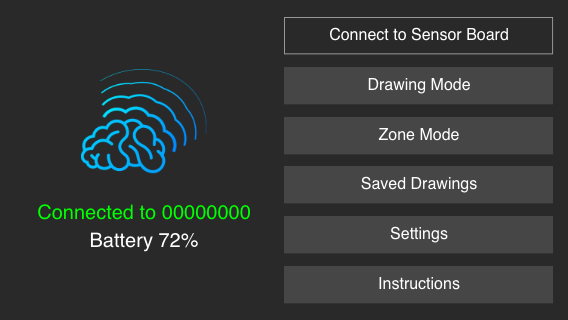 Connected to 00000000
Battery 72%
Connect to Sensor Board
Drawing Mode
Zone Mode
Saved Drawings
Settings
Instructions